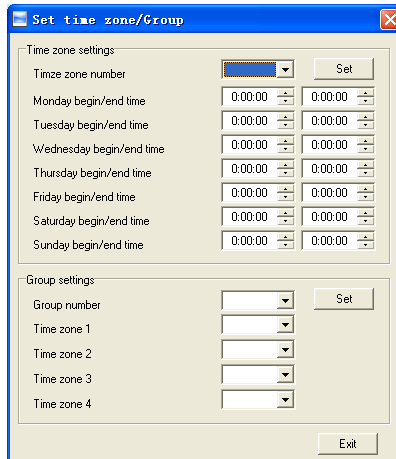 Set time zone/Group
Time zone settings
Timze zone number Set
Monday begin/end time 0:00:00 0:00:00
Tuesday begin/end time 0:00:00 0:00:00
Wednesday begin/end time 0:00:00 0:00:00
Thursday begin/end time 0:00:00 0:00:00
Friday begin/end time 0:00:00 0:00:00
Saturday begin/end time 0:00:00 0:00:00
Sunday begin/end time 0:00:00 0:00:00
Group settings
Group number Set
Time zone 1
Time zone 2
Time zone 3
Time zone 4
Exit